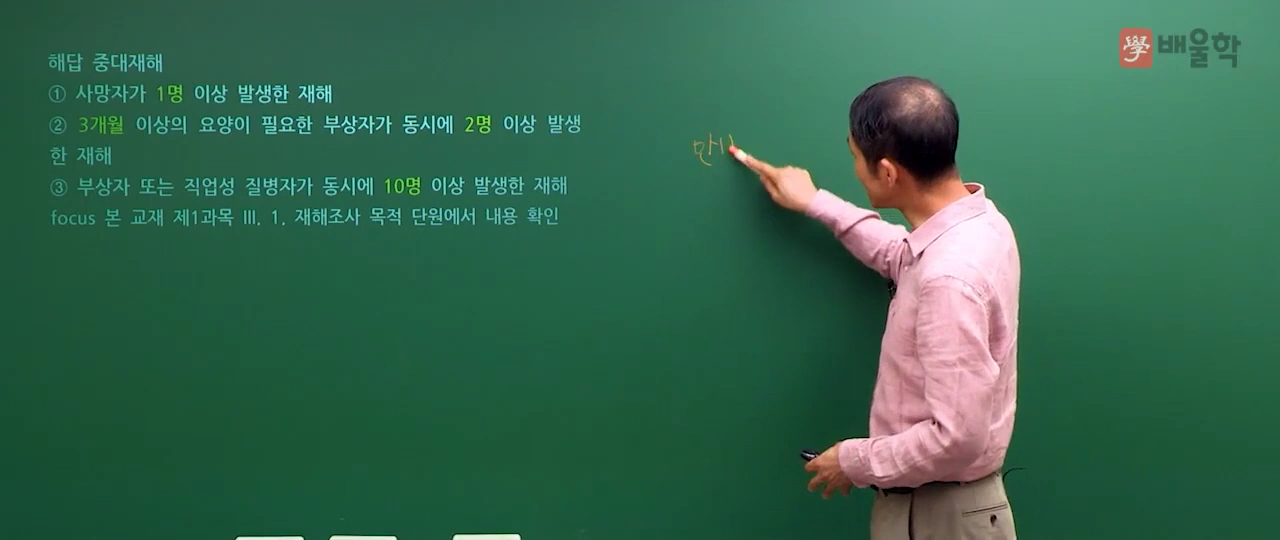 해답 중대재해
① 사망자가 1명 이상 발생한 재해
② 3개월 이상의 요양이 필요한 부상자가 동시에 2명 이상 발생
한 재해
③ 부상자 또는 직업성 질병자가 동시에 10명 이상 발생한 재해
focus 본 교재 제1과목 Ⅲ. 1. 재해조사 목적 단원에서 내용 확인
學 배울학